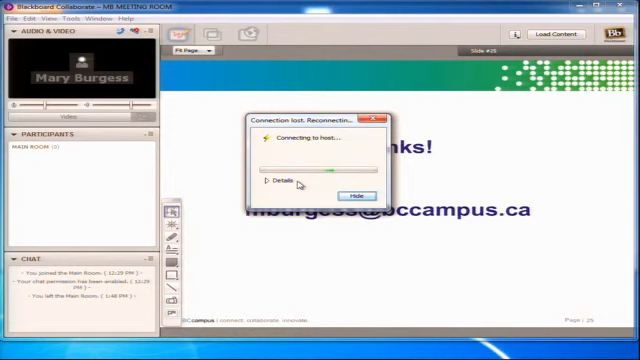 Blackboard Collaborate - MB MEETING ROOM
File Edit View Tools Window Help
AUDIO & VIDEO
Mary Burgess
Video
PARTICIPANTS
MAIN ROOM (0)
CHAT
- You joined the Main Room. ( 12:29 PM ) -
- Your chat permission has been enabled. ( 12:29 PM ) -
- You left the Main Room. ( 1:48 PM ) -
Load Content
Bb
Fit Page
Slide #25
Connection lost. Reconnectin...
Connecting to host...
Details
Hide
nks!
mburgess@bccampus.ca
BCcampus | connect. collaborate. innovate.
Page | 25